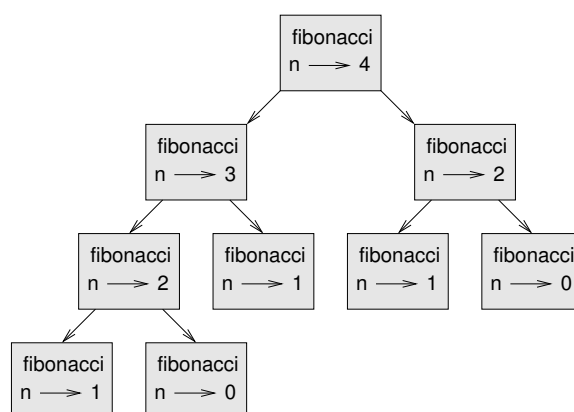 fibonacci
n → 4
fibonacci
n → 3
fibonacci
n → 2
fibonacci
n → 2
fibonacci
n → 1
fibonacci
n → 1
fibonacci
n → 0
fibonacci
n → 1
fibonacci
n → 0